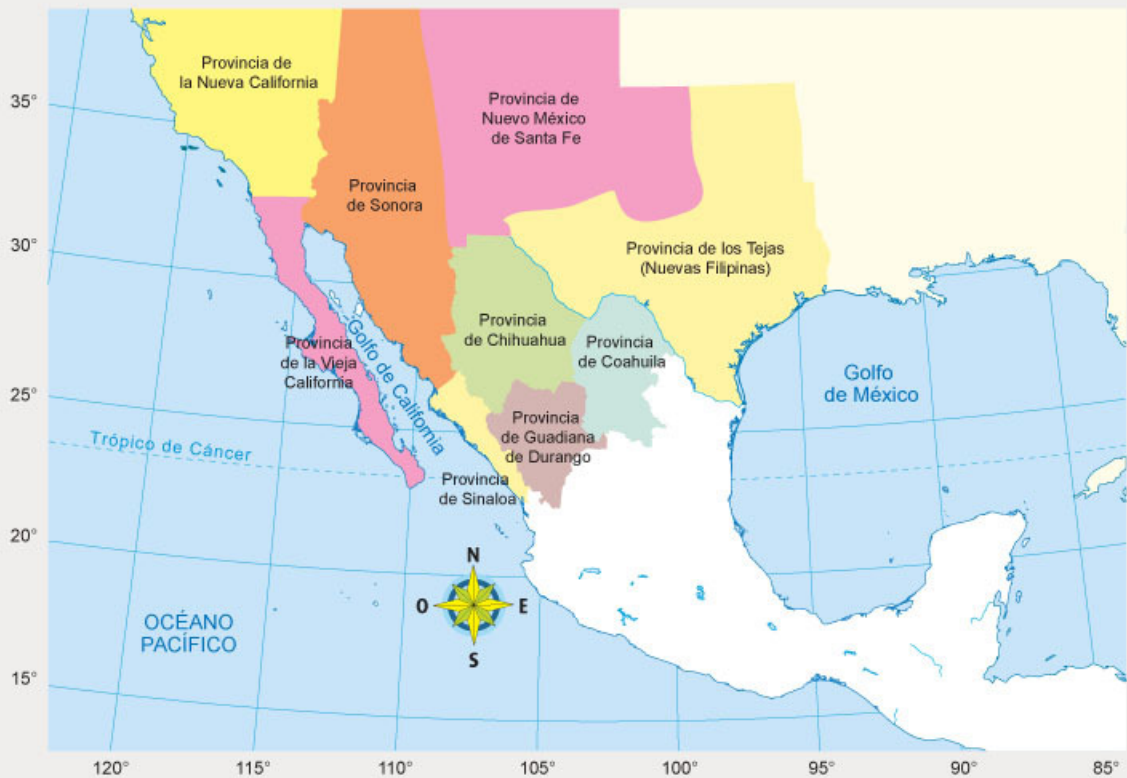 Provincia de
la Nueva California
Provincia
de Sonora
Provincia de
Nuevo México
de Santa Fe
Provincia de los Tejas
(Nuevas Filipinas)
Provincia
de Chihuahua
Provincia
de Coahuila
Provincia
de la Vieja
California
Golfo de California
Golfo
de México
Provincia
de Guadiana
de Durango
Trópico de Cáncer
Provincia
de Sinaloa
OCÉANO
PACÍFICO
N
O
E
S
35°
30°
25°
20°
15°
120°
115°
110°
105°
100°
95°
90°
85°